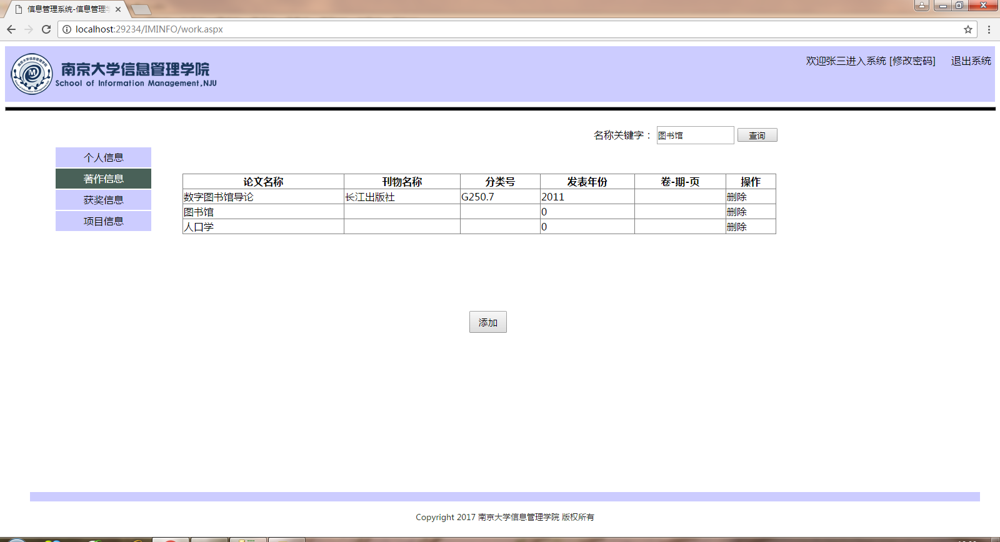 信息管理系统-信息管理
localhost:29234/IMINFO/work.aspx
南京大学信息管理学院
School of Information Management,NJU
欢迎张三进入系统 [修改密码] 退出系统
名称关键字： 图书馆 查询
个人信息
著作信息
获奖信息
项目信息
论文名称 刊物名称 分类号 发表年份 卷-期-页 操作
数字图书馆导论 长江出版社 G250.7 2011 删除
图书馆 0 删除
人口学 0 删除
添加
Copyright 2017 南京大学信息管理学院 版权所有